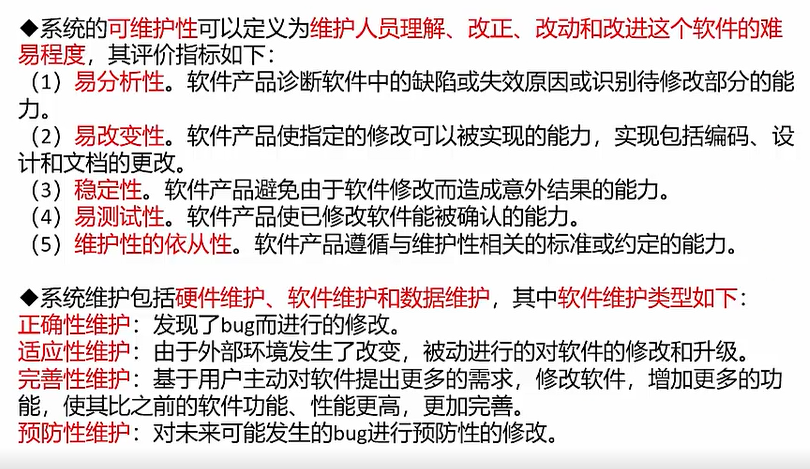 ◆系统的可维护性可以定义为维护人员理解、改正、改动和改进这个软件的难
易程度，其评价指标如下：
（1）易分析性。软件产品诊断软件中的缺陷或失效原因或识别待修改部分的能
力。
（2）易改变性。软件产品使指定的修改可以被实现的能力，实现包括编码、设
计和文档的更改。
（3）稳定性。软件产品避免由于软件修改而造成意外结果的能力。
（4）易测试性。软件产品使已修改软件能被确认的能力。
（5）维护性的依从性。软件产品遵循与维护性相关的标准或约定的能力。
◆系统维护包括硬件维护、软件维护和数据维护，其中软件维护类型如下：
正确性维护：发现了bug而进行的修改。
适应性维护：由于外部环境发生了改变，被动进行的对软件的修改和升级。
完善性维护：基于用户主动对软件提出更多的需求，修改软件，增加更多的功
能，使其比之前的软件功能、性能更高，更加完善。
预防性维护：对未来可能发生的bug进行预防性的修改。